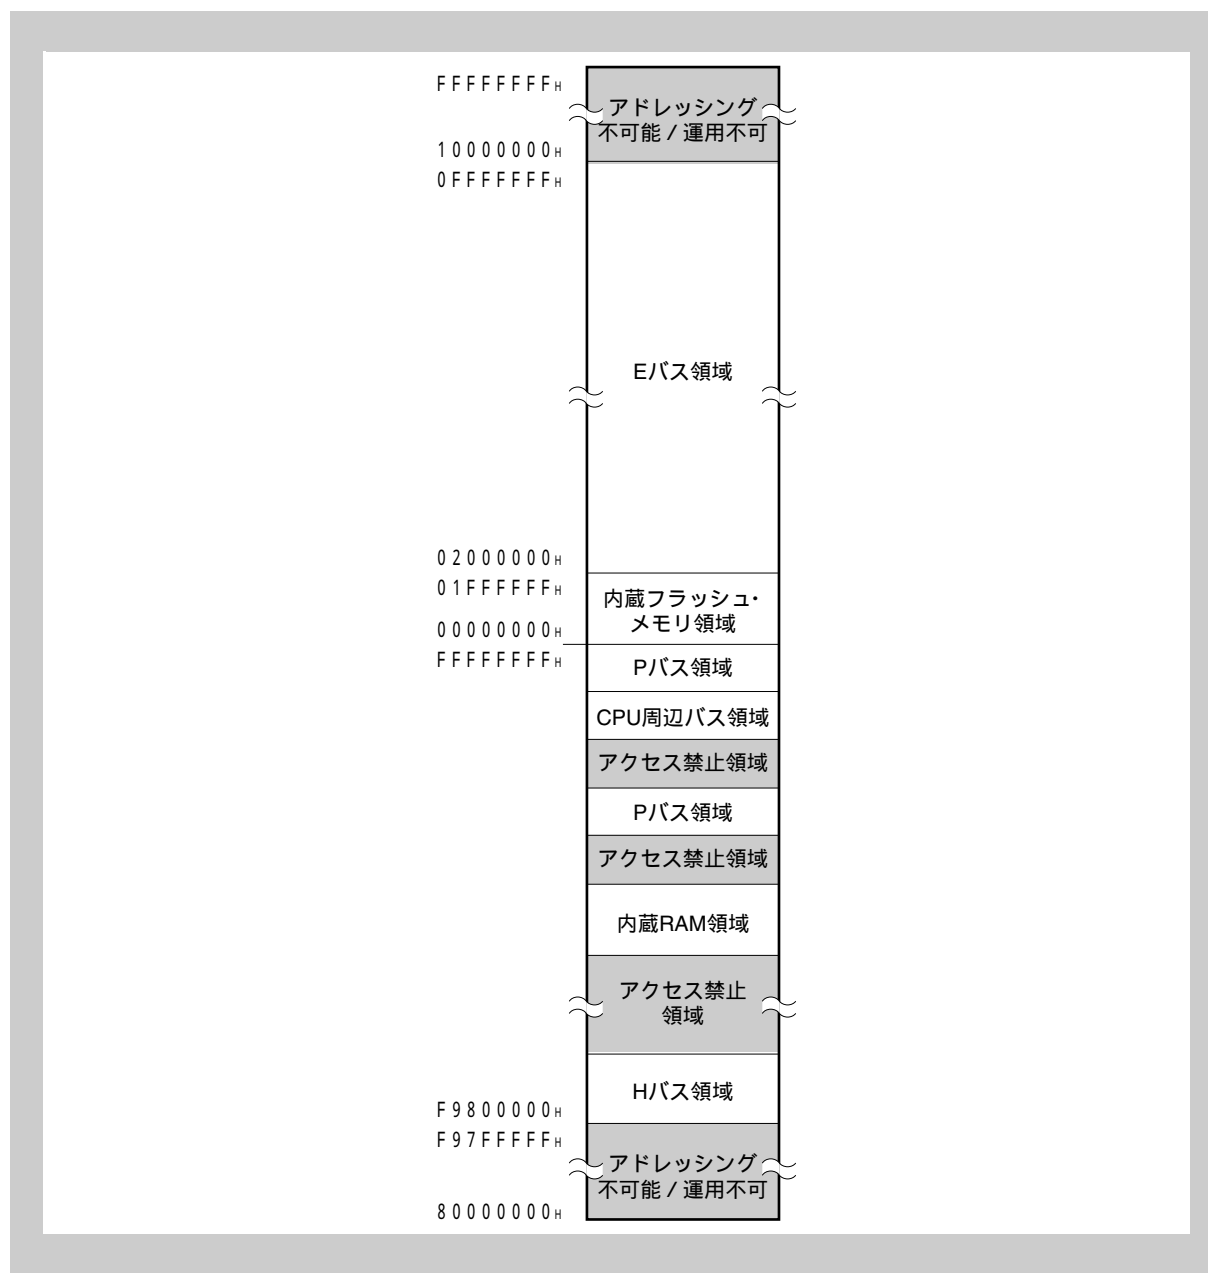 FFFFFFFFH
アドレッシング
不可能 / 運用不可
10000000H
0FFFFFFFH
Eバス領域
02000000H
01FFFFFFH
内蔵フラッシュ・
メモリ領域
00000000H
FFFFFFFFH
Pバス領域
CPU周辺バス領域
アクセス禁止領域
Pバス領域
アクセス禁止領域
内蔵RAM領域
アクセス禁止
領域
Hバス領域
F9800000H
F97FFFFFH
アドレッシング
不可能 / 運用不可
80000000H